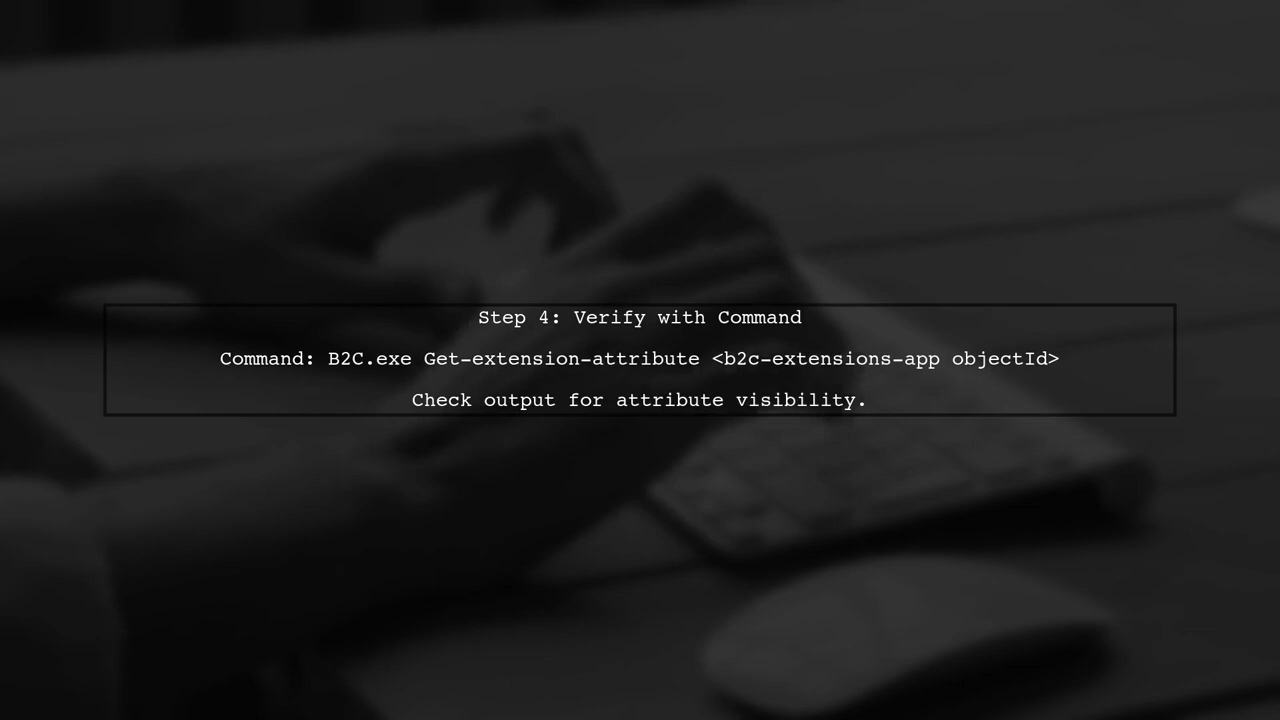 Step 4: Verify with Command
Command: B2C.exe Get-extension-attribute <b2c-extensions-app objectId>
Check output for attribute visibility.